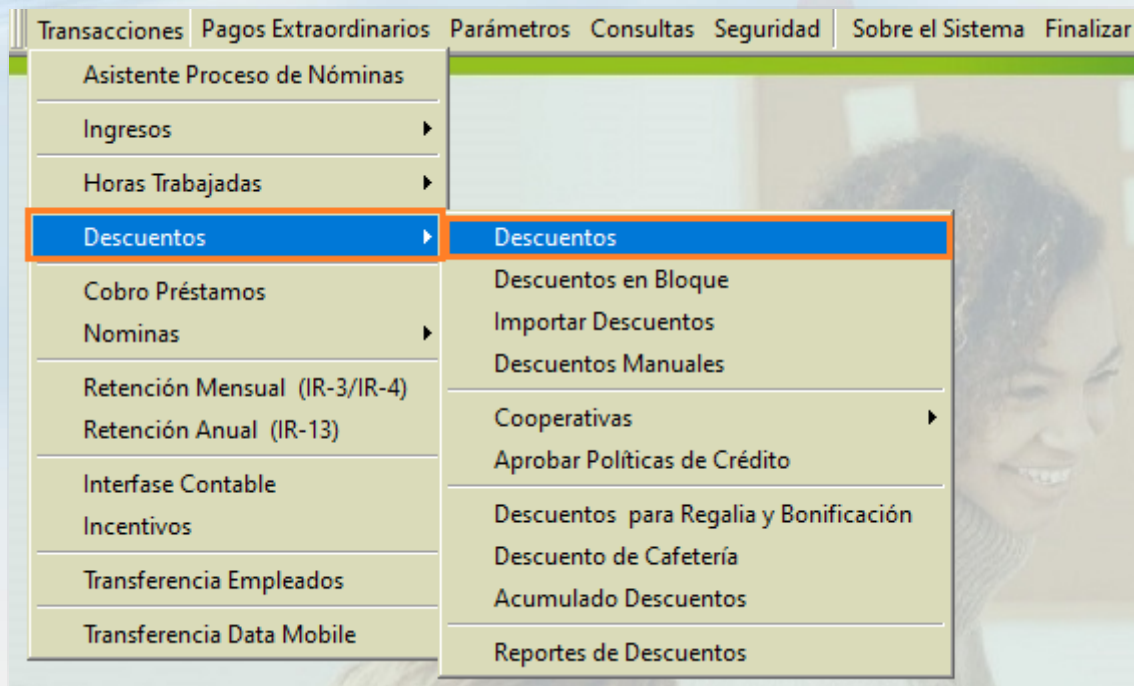 Transacciones Pagos Extraordinarios Parámetros Consultas Seguridad Sobre el Sistema Finalizar
Asistente Proceso de Nóminas
Ingresos
Horas Trabajadas
Descuentos
Cobro Préstamos
Nominas
Retención Mensual (IR-3/IR-4)
Retención Anual (IR-13)
Interfase Contable
Incentivos
Transferencia Empleados
Transferencia Data Mobile
Descuentos
Descuentos en Bloque
Importar Descuentos
Descuentos Manuales
Cooperativas
Aprobar Políticas de Crédito
Descuentos para Regalia y Bonificación
Descuento de Cafetería
Acumulado Descuentos
Reportes de Descuentos